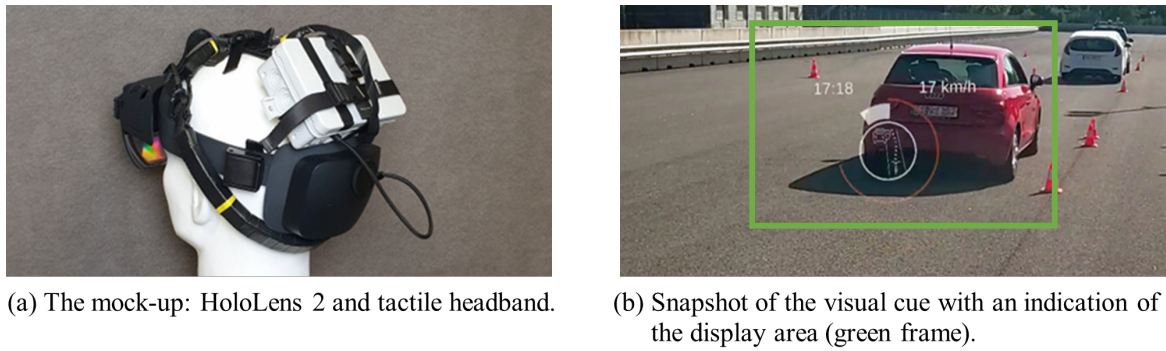 17:18
17 km/h
(a) The mock-up: HoloLens 2 and tactile headband.
(b) Snapshot of the visual cue with an indication of
the display area (green frame).